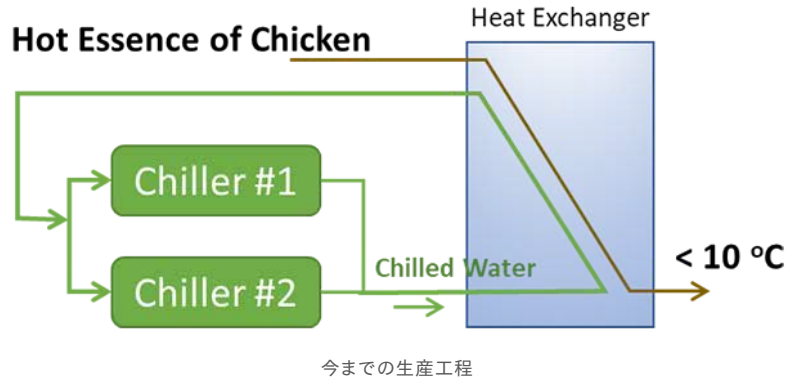 Heat Exchanger
Hot Essence of Chicken
Chiller #1
Chilled Water
< 10 °C
Chiller #2
今までの生産工程